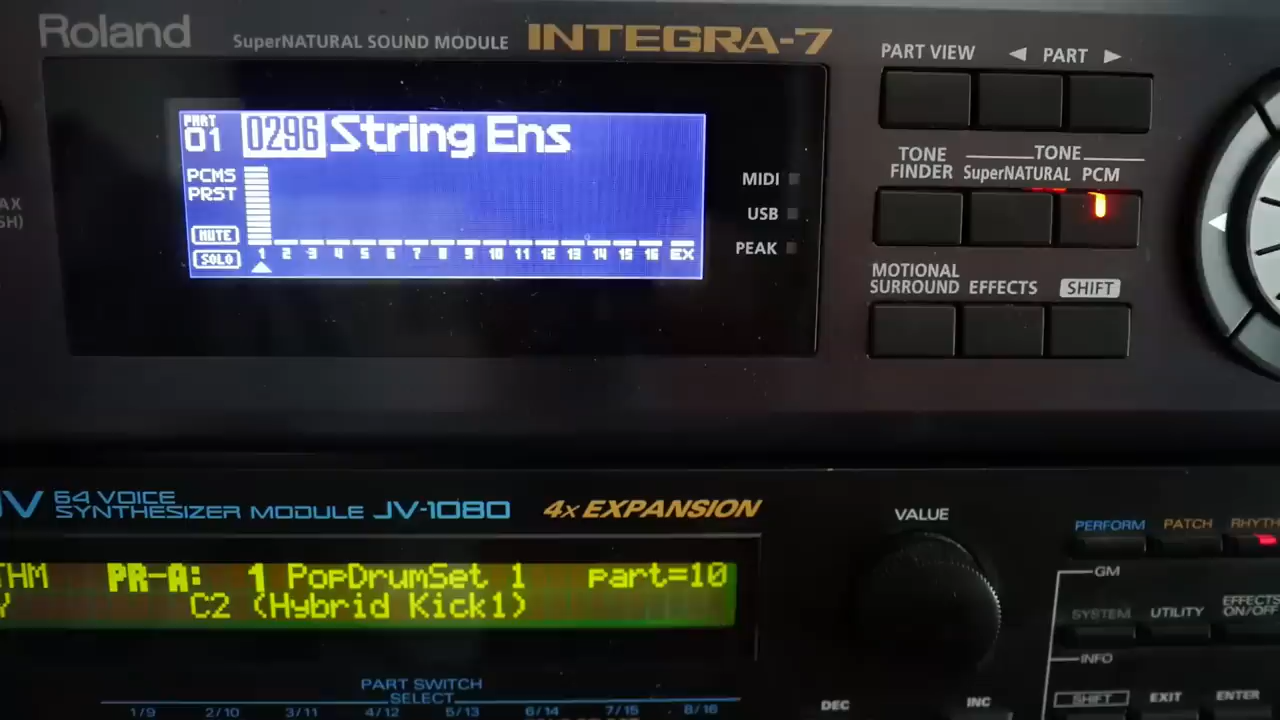 Roland
SuperNATURAL SOUND MODULE INTEGRA-7
PART VIEW ◀ PART ▶
PART
01 0296 String Ens
TONE
FINDER
TONE
SuperNATURAL PCM
PCMS
PRST
MUTE
SOLO
1 2 3 4 5 6 7 8 9 10 11 12 13 14 15 16 EX
MIDI
USB
PEAK
MOTIONAL
SURROUND EFFECTS SHIFT
64 VOICE
SYNTHESIZER MODULE JV-1080 4x EXPANSION
VALUE
PERFORM PATCH
PR-A: 1 PopDrumSet 1 part=10
C2 (Hybrid Kick1)
GM
SYSTEM UTILITY EFFECTS
ON/OFF
INFO
SHIFT EXIT ENTER
PART SWITCH
SELECT
1/9 2/10 3/11 4/12 5/13 6/14 7/15 8/16
DEC INC